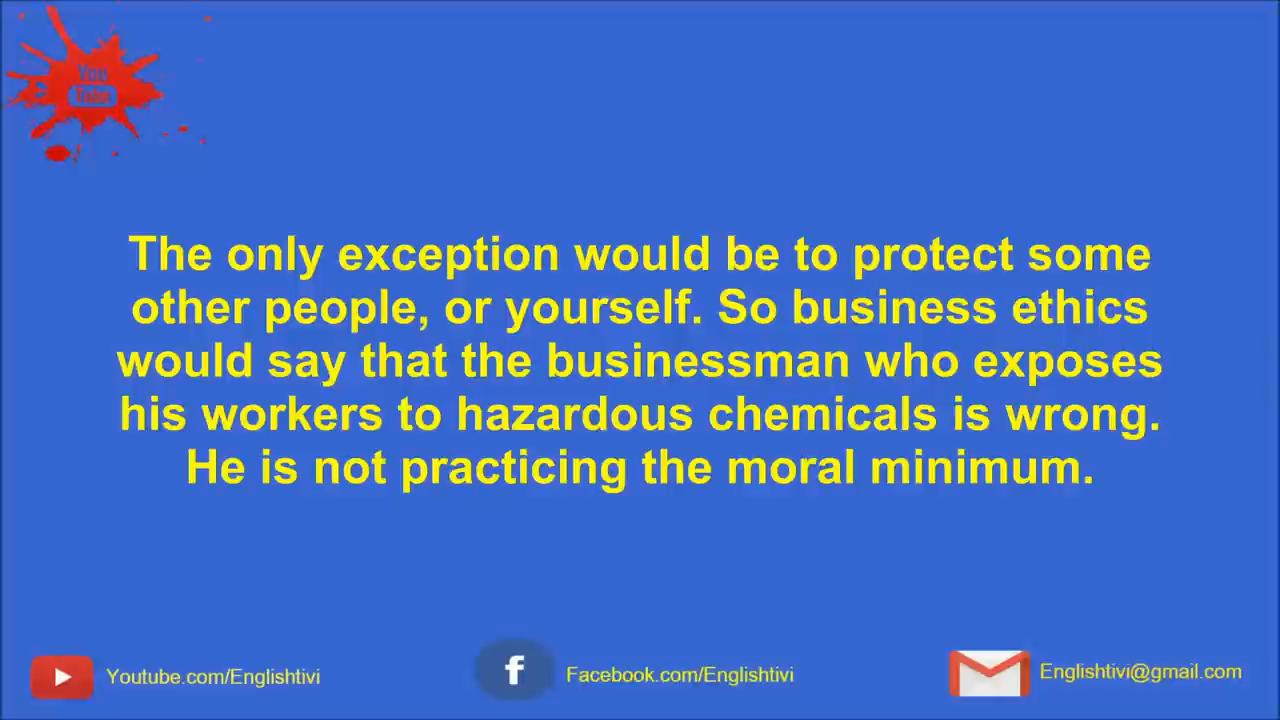 You
Tube
The only exception would be to protect some
other people, or yourself. So business ethics
would say that the businessman who exposes
his workers to hazardous chemicals is wrong.
He is not practicing the moral minimum.
Youtube.com/Englishtivi
f
Facebook.com/Englishtivi
Englishtivi@gmail.com